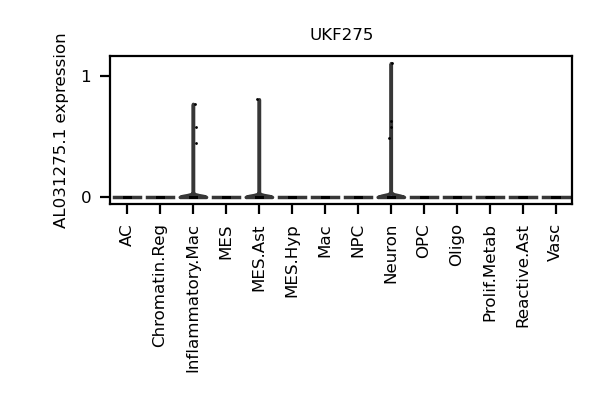 UKF275
AL031275.1 expression
1
0
AC
Chromatin.Reg
Inflammatory.Mac
MES
MES.Ast
MES.Hyp
Mac
NPC
Neuron
OPC
Oligo
Prolif.Metab
Reactive.Ast
Vasc